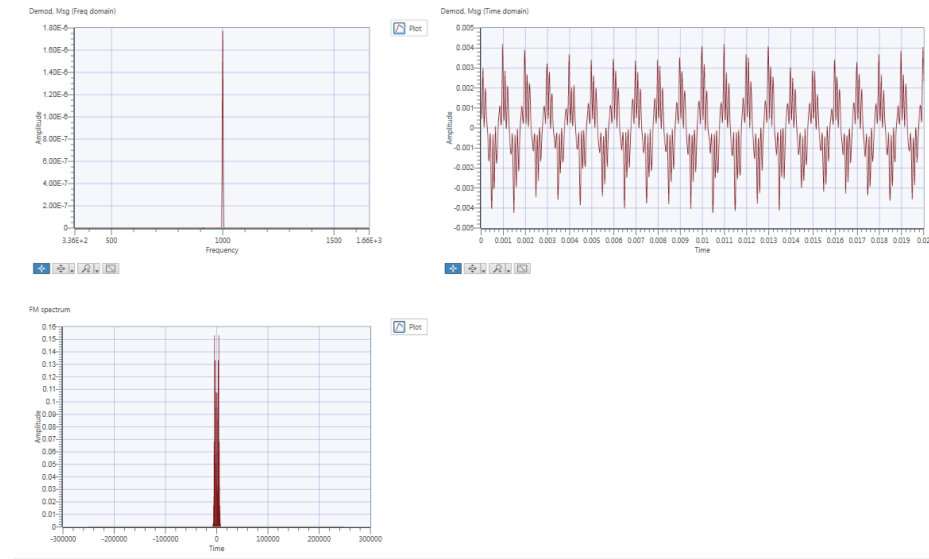 Demod. Msg (Freq domain)
Plot
1.80E-6
1.60E-6
1.40E-6
1.20E-6
1.00E-6
8.00E-7
6.00E-7
4.00E-7
2.00E-7
0
Amplitude
3.36E+2 500 1000 1500 1.66E+3
Frequency
Demod. Msg (Time domain)
0.005
0.004
0.003
0.002
0.001
0
-0.001
-0.002
-0.003
-0.004
-0.005
Amplitude
0 0.001 0.002 0.003 0.004 0.005 0.006 0.007 0.008 0.009 0.01 0.011 0.012 0.013 0.014 0.015 0.016 0.017 0.018 0.019 0.02
Time
FM spectrum
Plot
0.16
0.15
0.14
0.13
0.12
0.11
0.1
0.09
0.08
0.07
0.06
0.05
0.04
0.03
0.02
0.01
0
Amplitude
-300000 -200000 -100000 0 100000 200000 300000
Time